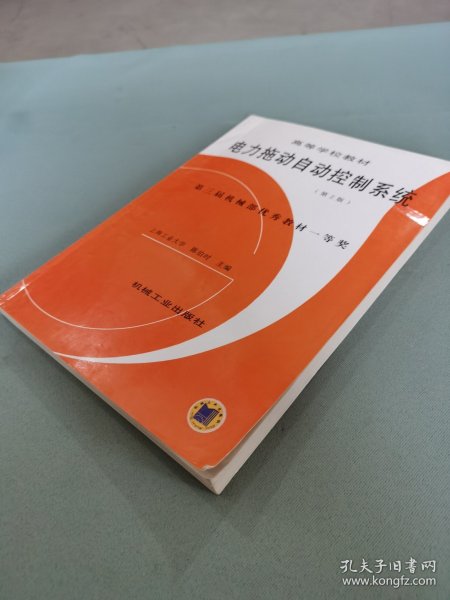 高等学校教材
电力拖动自动控制系统
(第2版)
第三届机械部优秀教材一等奖
上海工业大学 陈伯时 主编
机械工业出版社
孔夫子旧书网
www.kongfz.com